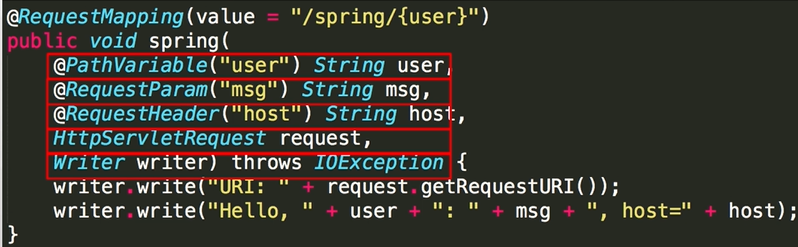 @RequestMapping(value = "/spring/{user}")
public void spring(
@PathVariable("user") String user,
@RequestParam("msg") String msg,
@RequestHeader("host") String host,
HttpServletRequest request,
Writer writer) throws IOException {
writer.write("URI: " + request.getRequestURI());
writer.write("Hello, " + user + ": " + msg + ", host=" + host);
}